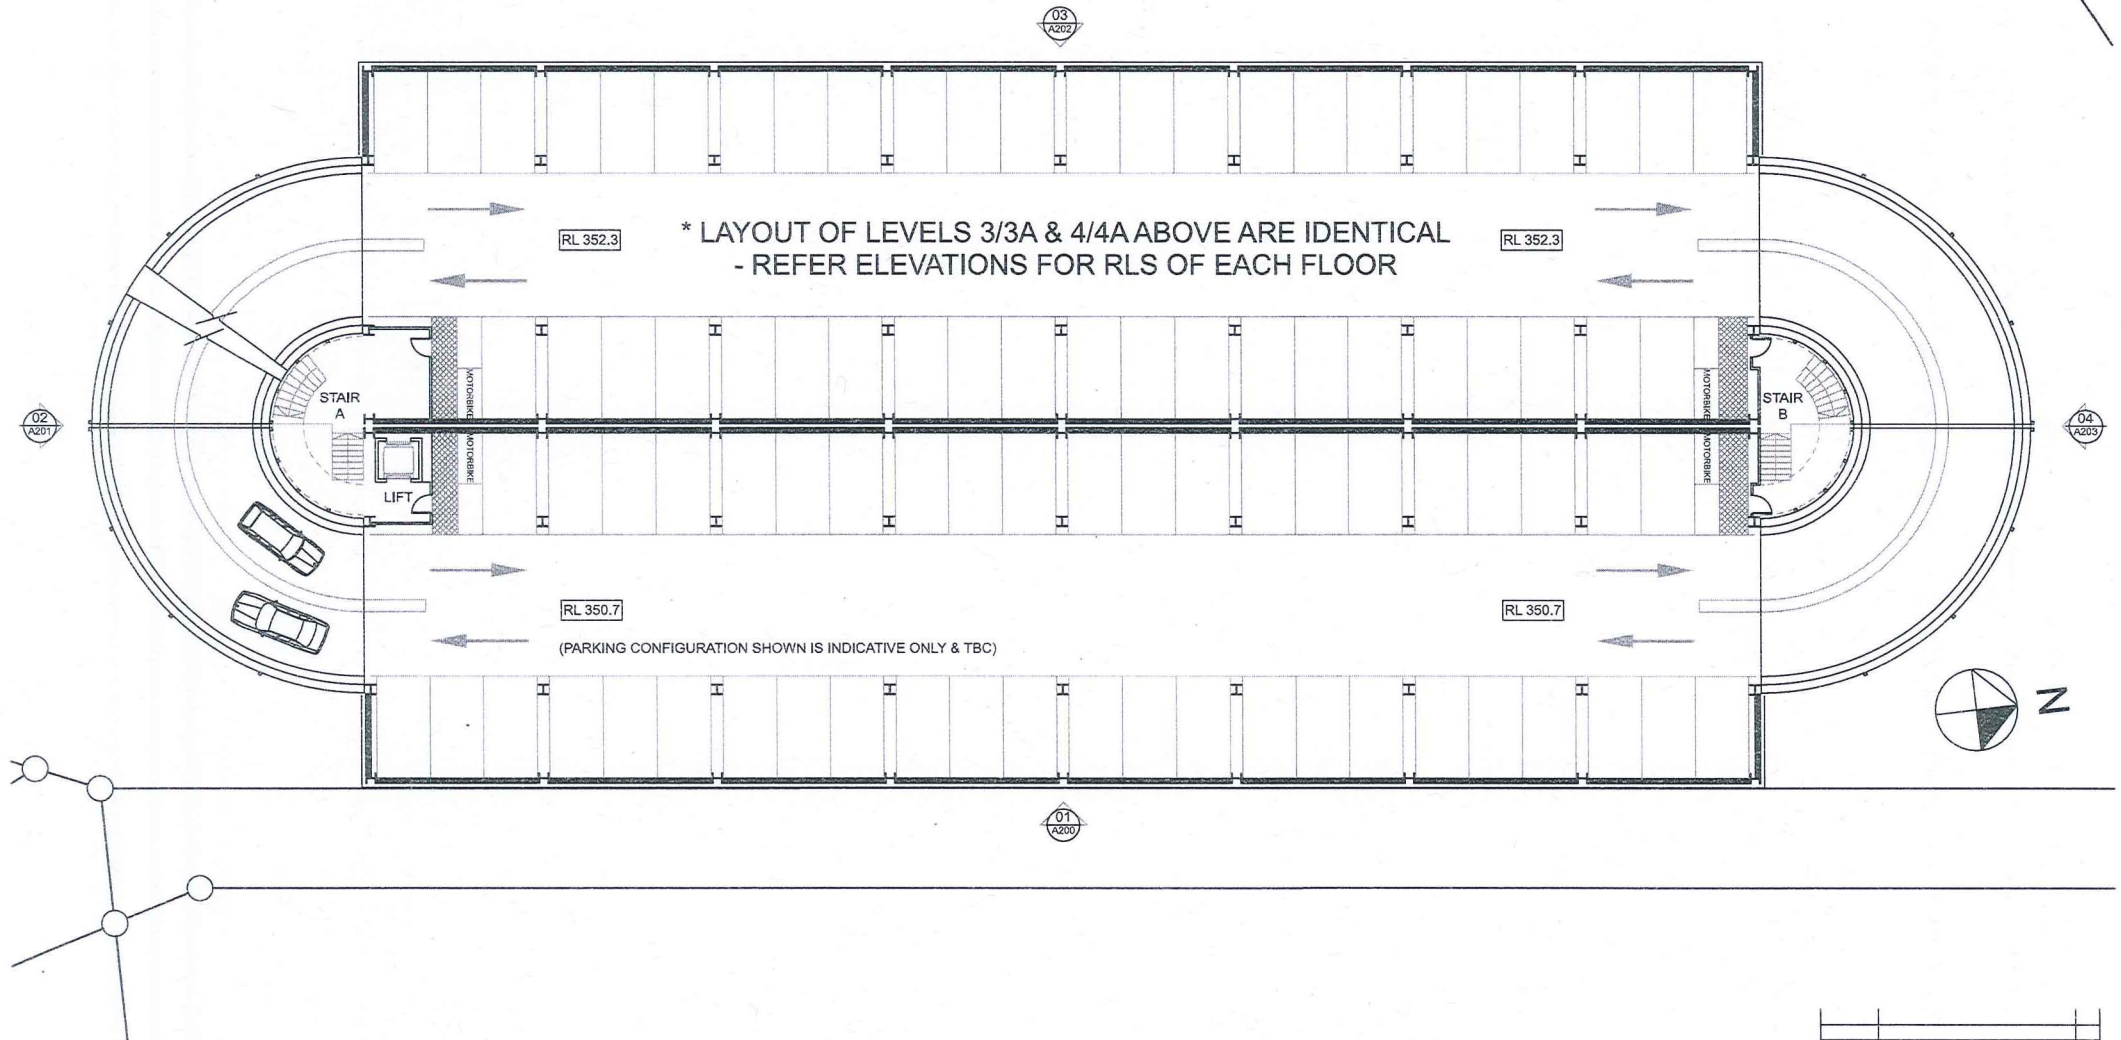 03
A202
RL 352.3
* LAYOUT OF LEVELS 3/3A & 4/4A ABOVE ARE IDENTICAL
- REFER ELEVATIONS FOR RLS OF EACH FLOOR
RL 352.3
STAIR
A
MOTORBIKE
MOTORBIKE
STAIR
B
02
A201
04
A203
LIFT
MOTORBIKE
MOTORBIKE
RL 350.7
(PARKING CONFIGURATION SHOWN IS INDICATIVE ONLY & TBC)
RL 350.7
N
01
A200